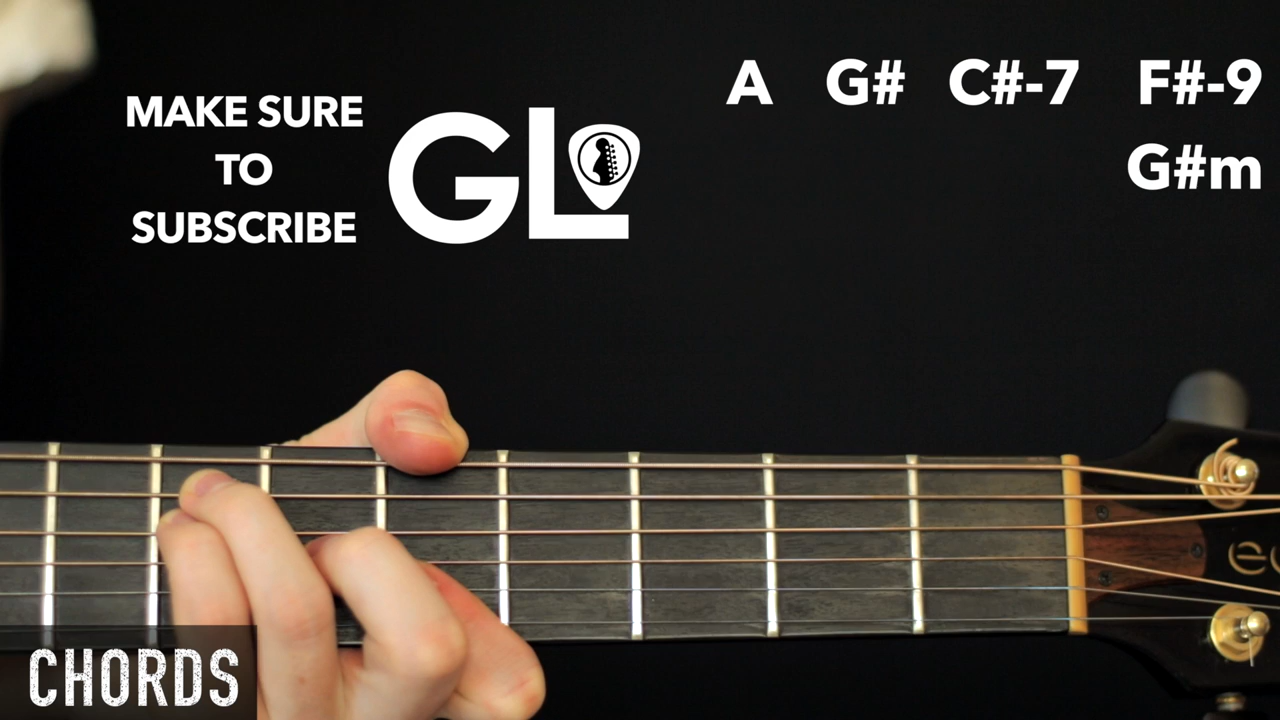 MAKE SURE
TO
SUBSCRIBE
GL
A G# C#-7 F#-9
G#m
CHORDS